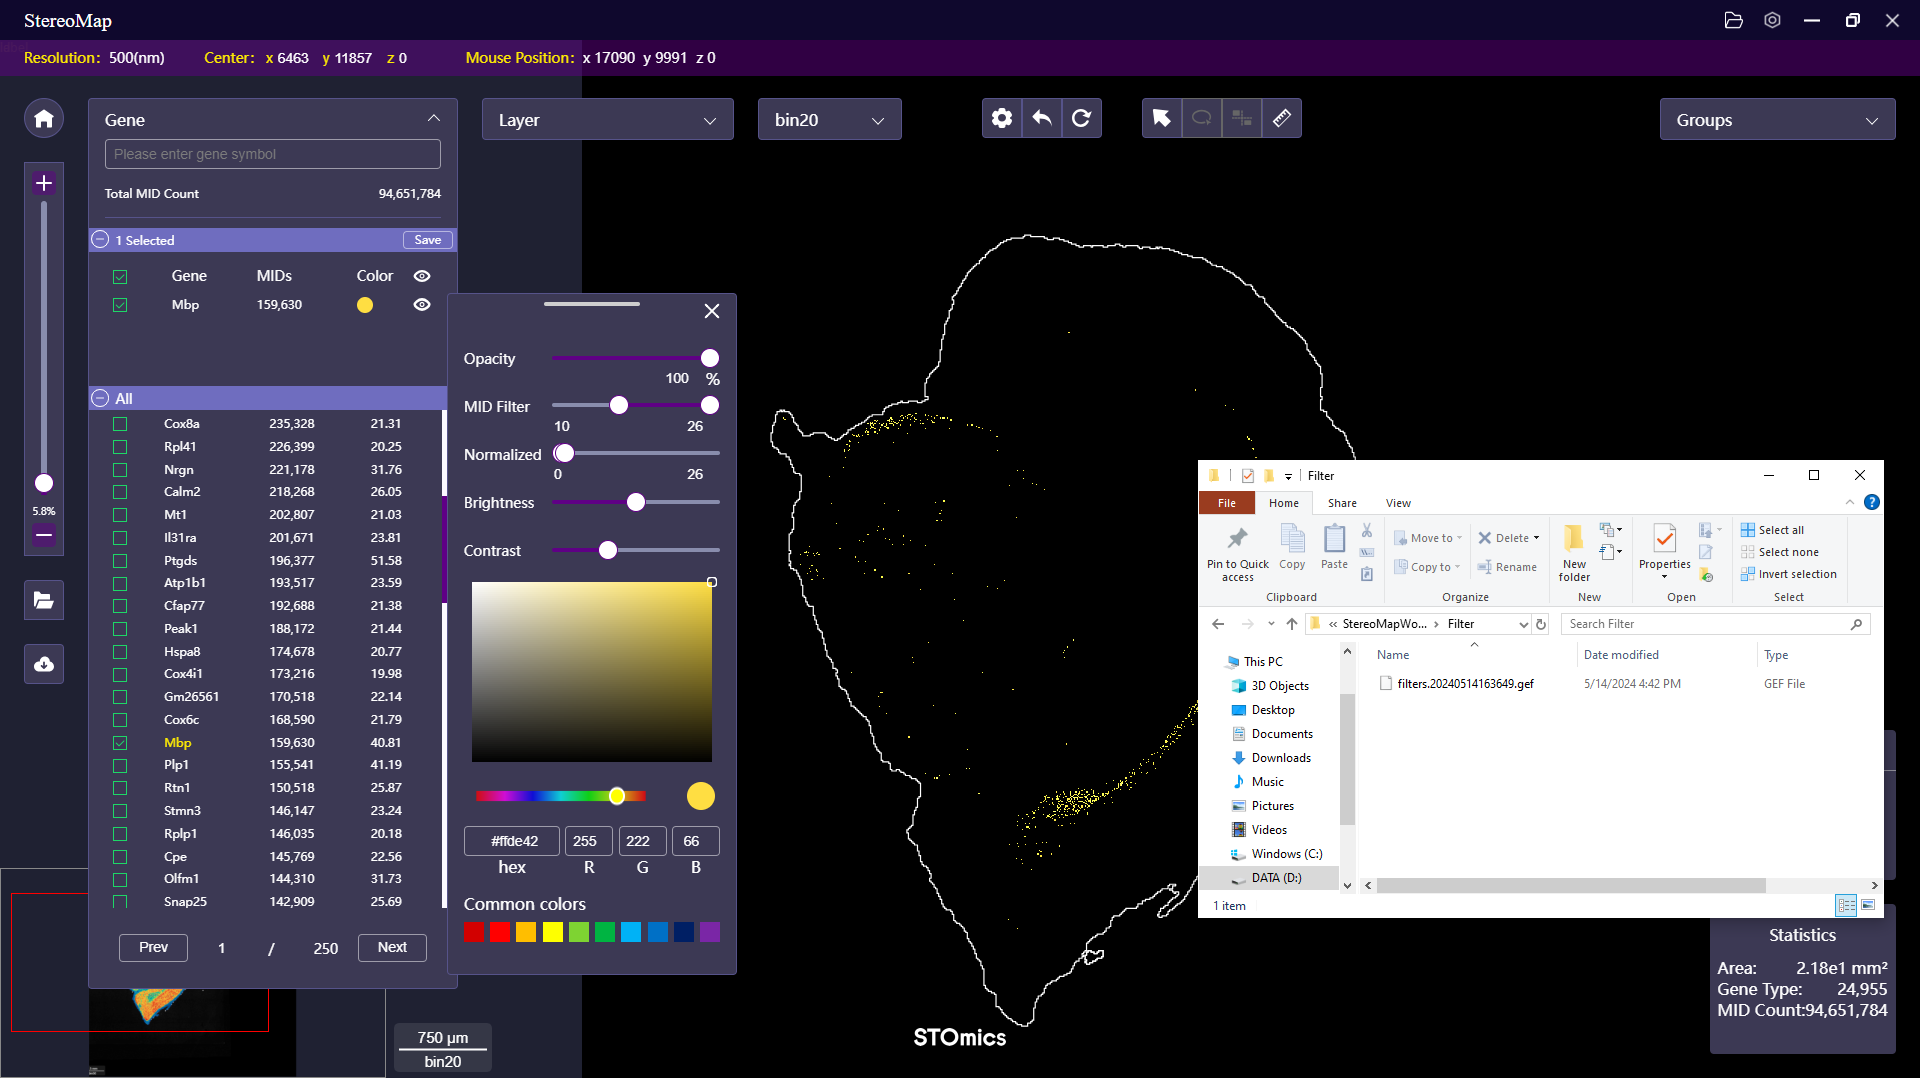 StereoMap
Resolution: 500(nm) Center: x 6463 y 11857 z 0 Mouse Position: x 17090 y 9991 z 0
Gene
Please enter gene symbol
Total MID Count 94,651,784
1 Selected Save
Gene MIDs Color
Mbp 159,630
All
Cox8a 235,328 21.31
Rpl41 226,399 20.25
Nrgn 221,178 31.76
Calm2 218,268 26.05
Mt1 202,807 21.03
Il31ra 201,671 23.81
Ptgds 196,377 51.58
Atp1b1 193,517 23.59
Cfap77 192,688 21.38
Peak1 188,172 21.44
Hspa8 174,678 20.77
Cox4i1 173,216 19.98
Gm26561 170,518 22.14
Cox6c 168,590 21.79
Mbp 159,630 40.81
Plp1 155,541 41.19
Rtn1 150,518 25.87
Stmn3 146,147 23.24
Rplp1 146,035 20.18
Cpe 145,769 22.56
Olfm1 144,310 31.73
Snap25 142,909 25.69
Prev 1 / 250 Next
5.8%
Layer
bin20
Groups
Opacity
100 %
MID Filter
10 26
Normalized
0 26
Brightness
Contrast
#ffde42 255 222 66
hex R G B
Common colors
750 μm
bin20
STOmics
Filter
File Home Share View
Pin to Quick access
Copy
Paste
Clipboard
Move to
Copy to
Delete
Rename
Organize
New folder
New
Properties
Open
Select all
Select none
Invert selection
Select
« StereoMapWo... › Filter
Search Filter
This PC
3D Objects
Desktop
Documents
Downloads
Music
Pictures
Videos
Windows (C:)
DATA (D:)
Name Date modified Type
filters.20240514163649.gef 5/14/2024 4:42 PM GEF File
1 item
Statistics
Area: 2.18e1 mm²
Gene Type: 24,955
MID Count:94,651,784